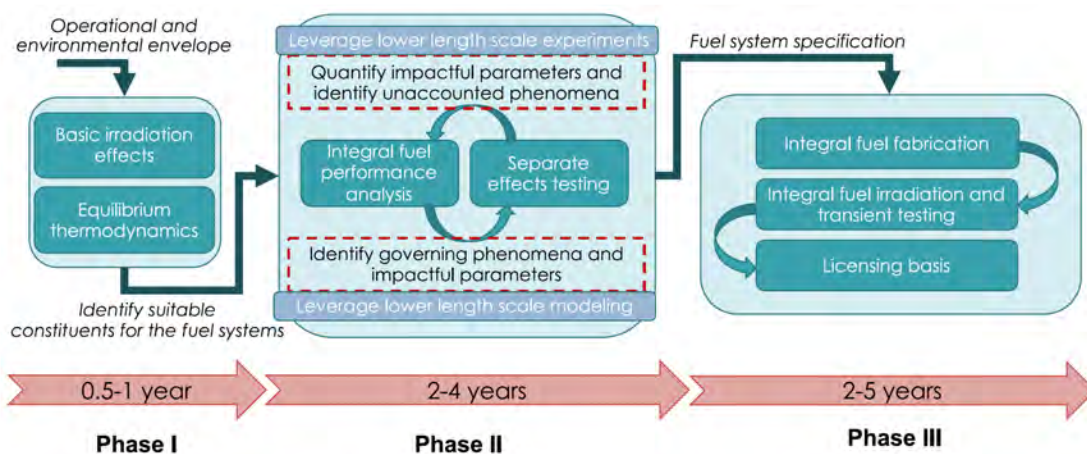 Operational and
environmental envelope
Basic irradiation
effects
Equilibrium
thermodynamics
Identify suitable
constituents for the fuel systems
Leverage lower length scale experiments
Quantify impactful parameters and
identify unaccounted phenomena
Integral fuel
performance
analysis
Separate
effects testing
Identify governing phenomena and
impactful parameters
Leverage lower length scale modeling
Fuel system specification
Integral fuel fabrication
Integral fuel irradiation and
transient testing
Licensing basis
0.5-1 year
2-4 years
2-5 years
Phase I
Phase II
Phase III